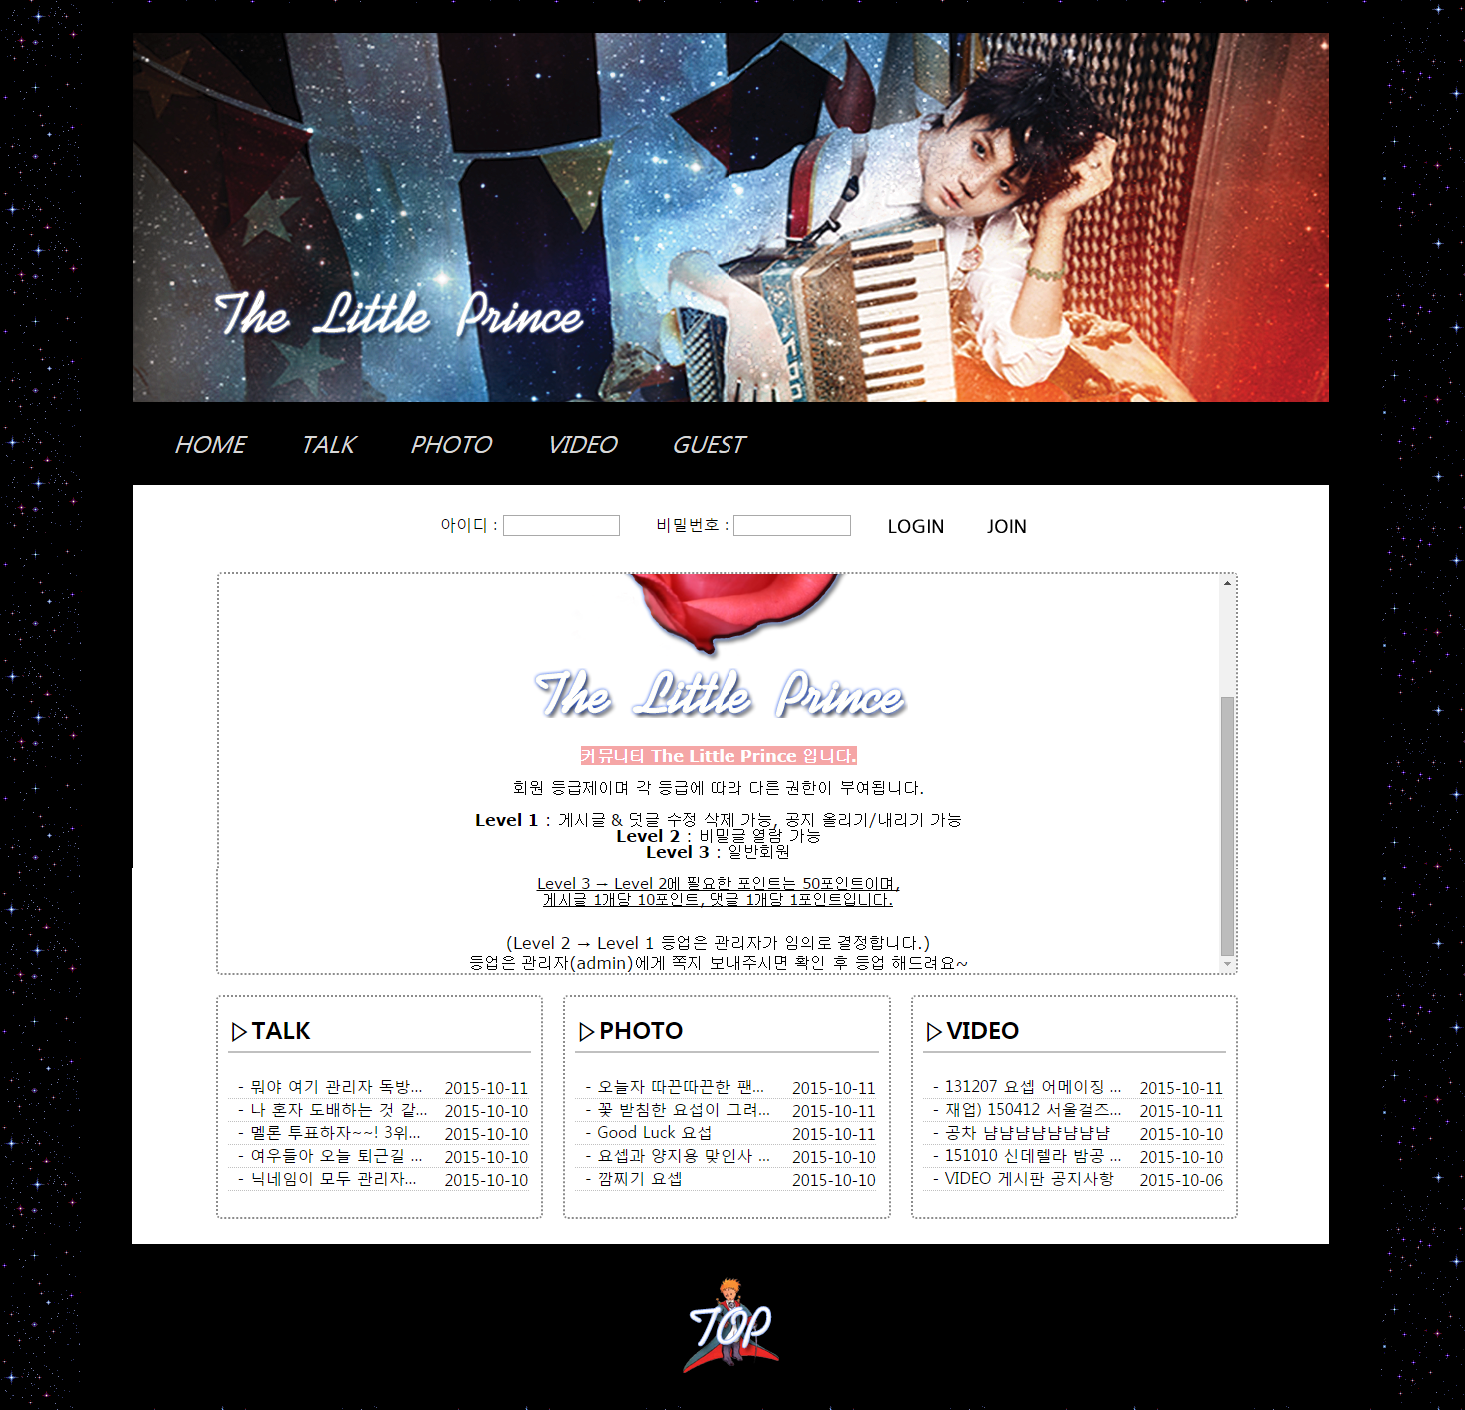 The Little Prince
HOME TALK PHOTO VIDEO GUEST
아이디 : 비밀번호 : LOGIN JOIN
The Little Prince
커뮤니티 The Little Prince 입니다.
회원 등급제이며 각 등급에 따라 다른 권한이 부여됩니다.
Level 1 : 게시글 & 덧글 수정 삭제 가능, 공지 올리기/내리기 가능
Level 2 : 비밀글 열람 가능
Level 3 : 일반회원
Level 3 → Level 2에 필요한 포인트는 50포인트이며,
게시글 1개당 10포인트, 댓글 1개당 1포인트입니다.
(Level 2 → Level 1 등업은 관리자가 임의로 결정합니다.)
등업은 관리자(admin)에게 쪽지 보내주시면 확인 후 등업 해드려요~
▷TALK
- 뭐야 여기 관리자 독방... 2015-10-11
- 나 혼자 도배하는 것 같... 2015-10-10
- 멜론 투표하자~~! 3위... 2015-10-10
- 여우들아 오늘 퇴근길 ... 2015-10-10
- 닉네임이 모두 관리자... 2015-10-10
▷PHOTO
- 오늘자 따끈따끈한 팬... 2015-10-11
- 꽃 받침한 요섭이 그려... 2015-10-11
- Good Luck 요섭 2015-10-11
- 요셉과 양지용 맞인사 ... 2015-10-10
- 깜찌기 요셉 2015-10-10
▷VIDEO
- 131207 요셉 어메이징 ... 2015-10-11
- 재업) 150412 서울걸즈... 2015-10-11
- 공차 냠냠냠냠냠냠냠냠 2015-10-10
- 151010 신데렐라 밤공 ... 2015-10-10
- VIDEO 게시판 공지사항 2015-10-06
TOP